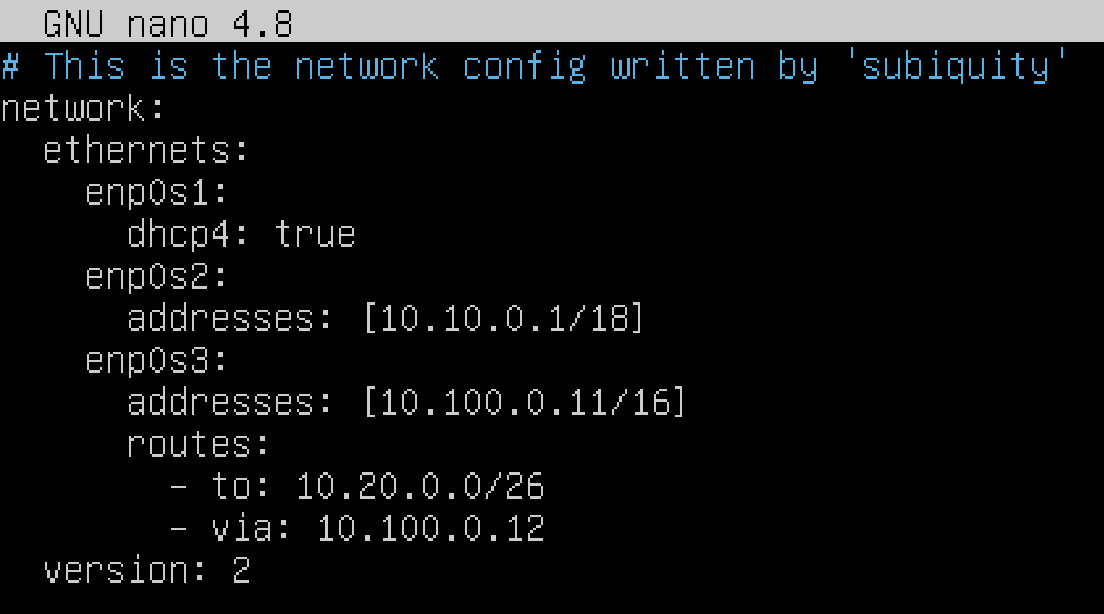 GNU nano 4.8
# This is the network config written by 'subiquity'
network:
  ethernets:
    enp0s1:
      dhcp4: true
    enp0s2:
      addresses: [10.10.0.1/18]
    enp0s3:
      addresses: [10.100.0.11/16]
      routes:
        - to: 10.20.0.0/26
        - via: 10.100.0.12
  version: 2